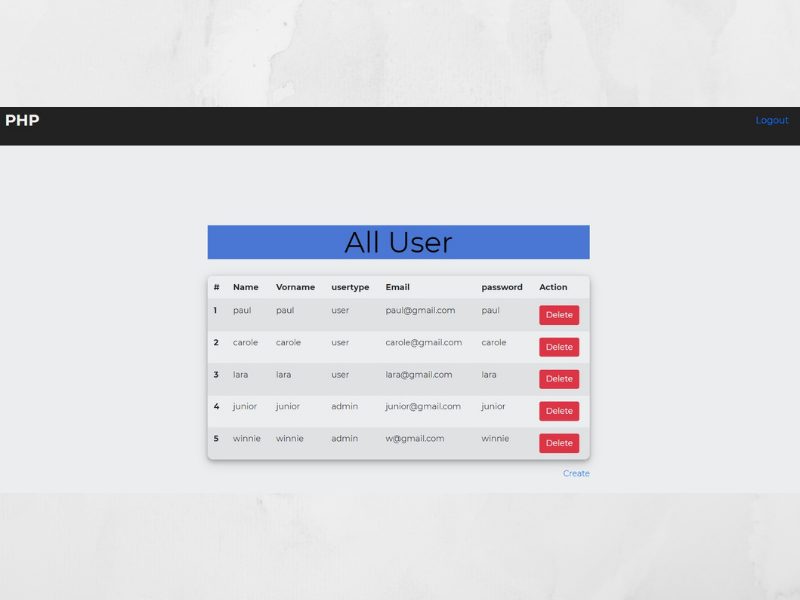 PHP Logout
All User
# Name Vorname usertype Email password Action
1 paul paul user paul@gmail.com paul Delete
2 carole carole user carole@gmail.com carole Delete
3 lara lara user lara@gmail.com lara Delete
4 junior junior admin junior@gmail.com junior Delete
5 winnie winnie admin w@gmail.com winnie Delete
Create